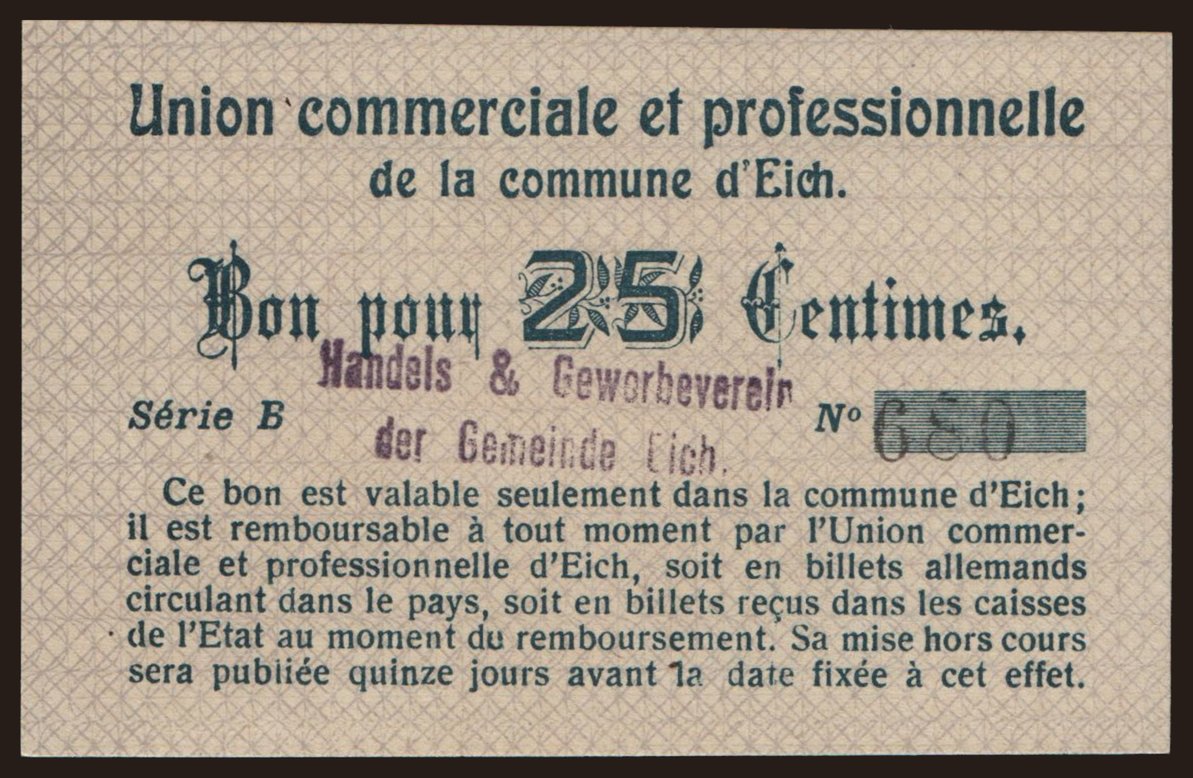 Union commerciale et professionnelle
de la commune d'Eich.
Bon pour 25 Centimes.
Handels & Gewerbeverein
der Gemeinde Eich.
Série B
Nº 680
Ce bon est valable seulement dans la commune d'Eich;
il est remboursable à tout moment par l'Union commer-
ciale et professionnelle d'Eich, soit en billets allemands
circulant dans le pays, soit en billets reçus dans les caisses
de l'Etat au moment du remboursement. Sa mise hors cours
sera publiée quinze jours avant la date fixée à cet effet.